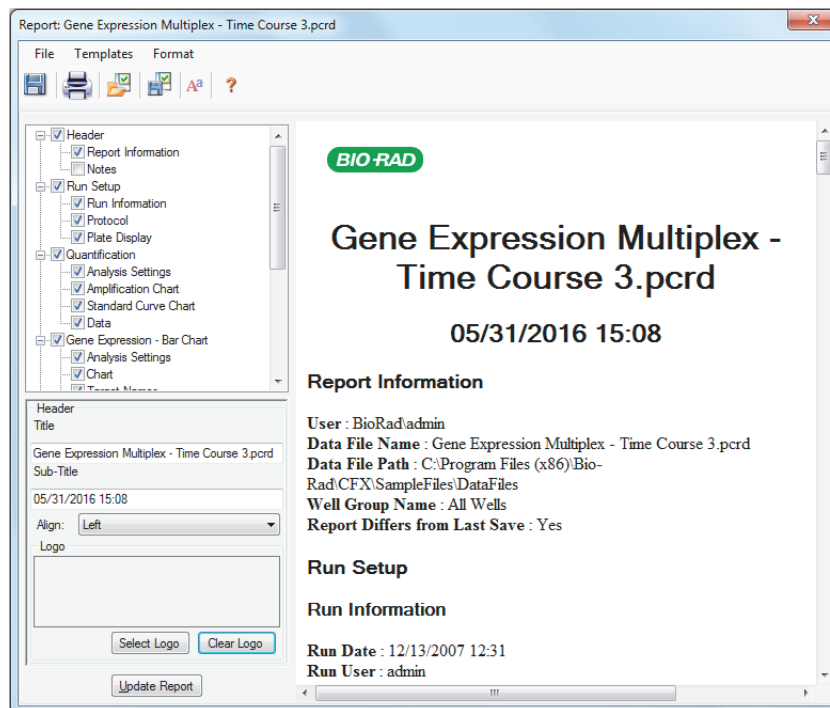 Report: Gene Expression Multiplex - Time Course 3.pcrd
x
File Templates Format
Aa ?
Header
Report Information
Notes
Run Setup
Run Information
Protocol
Plate Display
Quantification
Analysis Settings
Amplification Chart
Standard Curve Chart
Data
Gene Expression - Bar Chart
Analysis Settings
Chart
Target Names
Header
Title
Gene Expression Multiplex - Time Course 3.pcrd
Sub-Title
05/31/2016 15:08
Align: Left
Logo
Select Logo Clear Logo
Update Report
BIO-RAD
Gene Expression Multiplex -
Time Course 3.pcrd
05/31/2016 15:08
Report Information
User : BioRad\admin
Data File Name : Gene Expression Multiplex - Time Course 3.pcrd
Data File Path : C:\Program Files (x86)\Bio-
Rad\CFX\SampleFiles\DataFiles
Well Group Name : All Wells
Report Differs from Last Save : Yes
Run Setup
Run Information
Run Date : 12/13/2007 12:31
Run User : admin